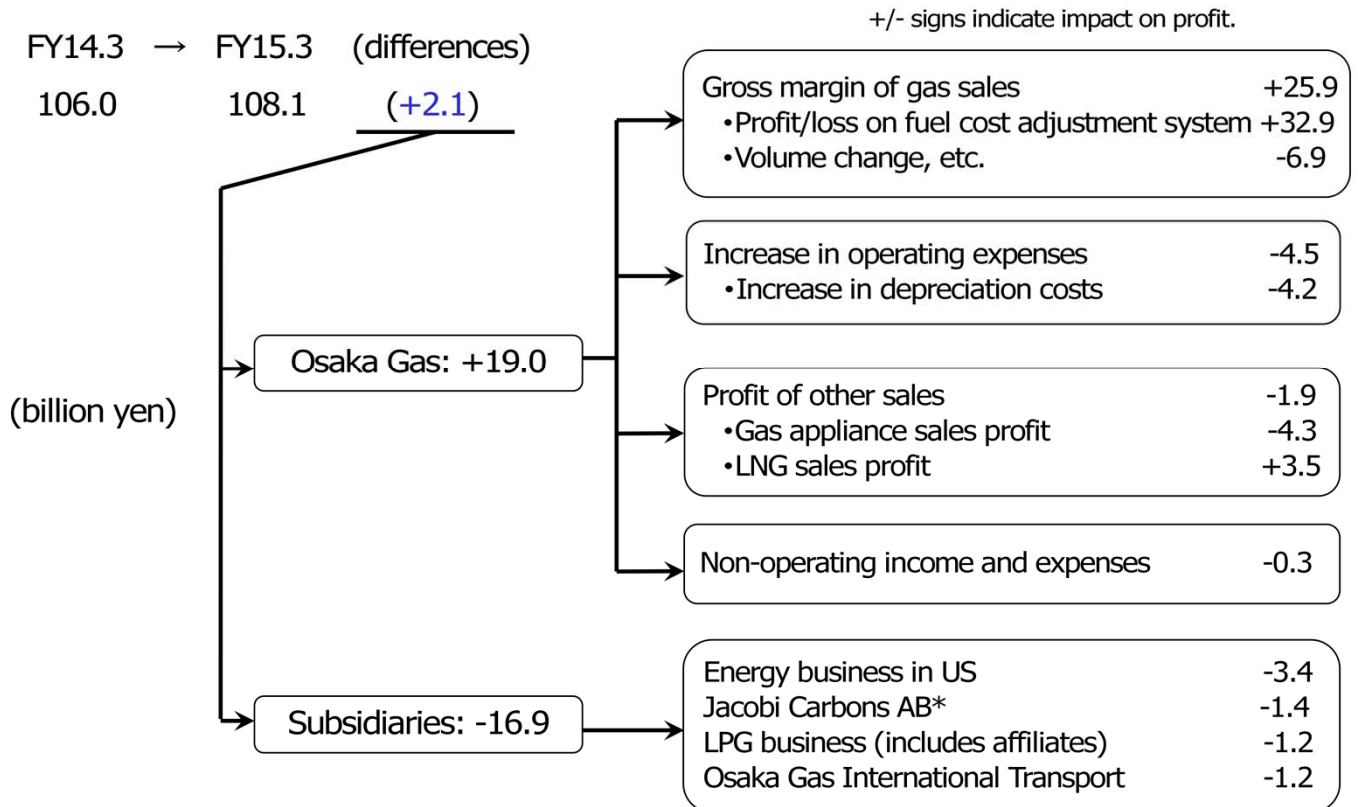 +/- signs indicate impact on profit.
FY14.3 → FY15.3 (differences)
106.0 108.1 (+2.1)
Gross margin of gas sales +25.9
•Profit/loss on fuel cost adjustment system +32.9
•Volume change, etc. -6.9
Increase in operating expenses -4.5
•Increase in depreciation costs -4.2
Osaka Gas: +19.0
(billion yen)
Profit of other sales -1.9
•Gas appliance sales profit -4.3
•LNG sales profit +3.5
Non-operating income and expenses -0.3
Subsidiaries: -16.9
Energy business in US -3.4
Jacobi Carbons AB* -1.4
LPG business (includes affiliates) -1.2
Osaka Gas International Transport -1.2